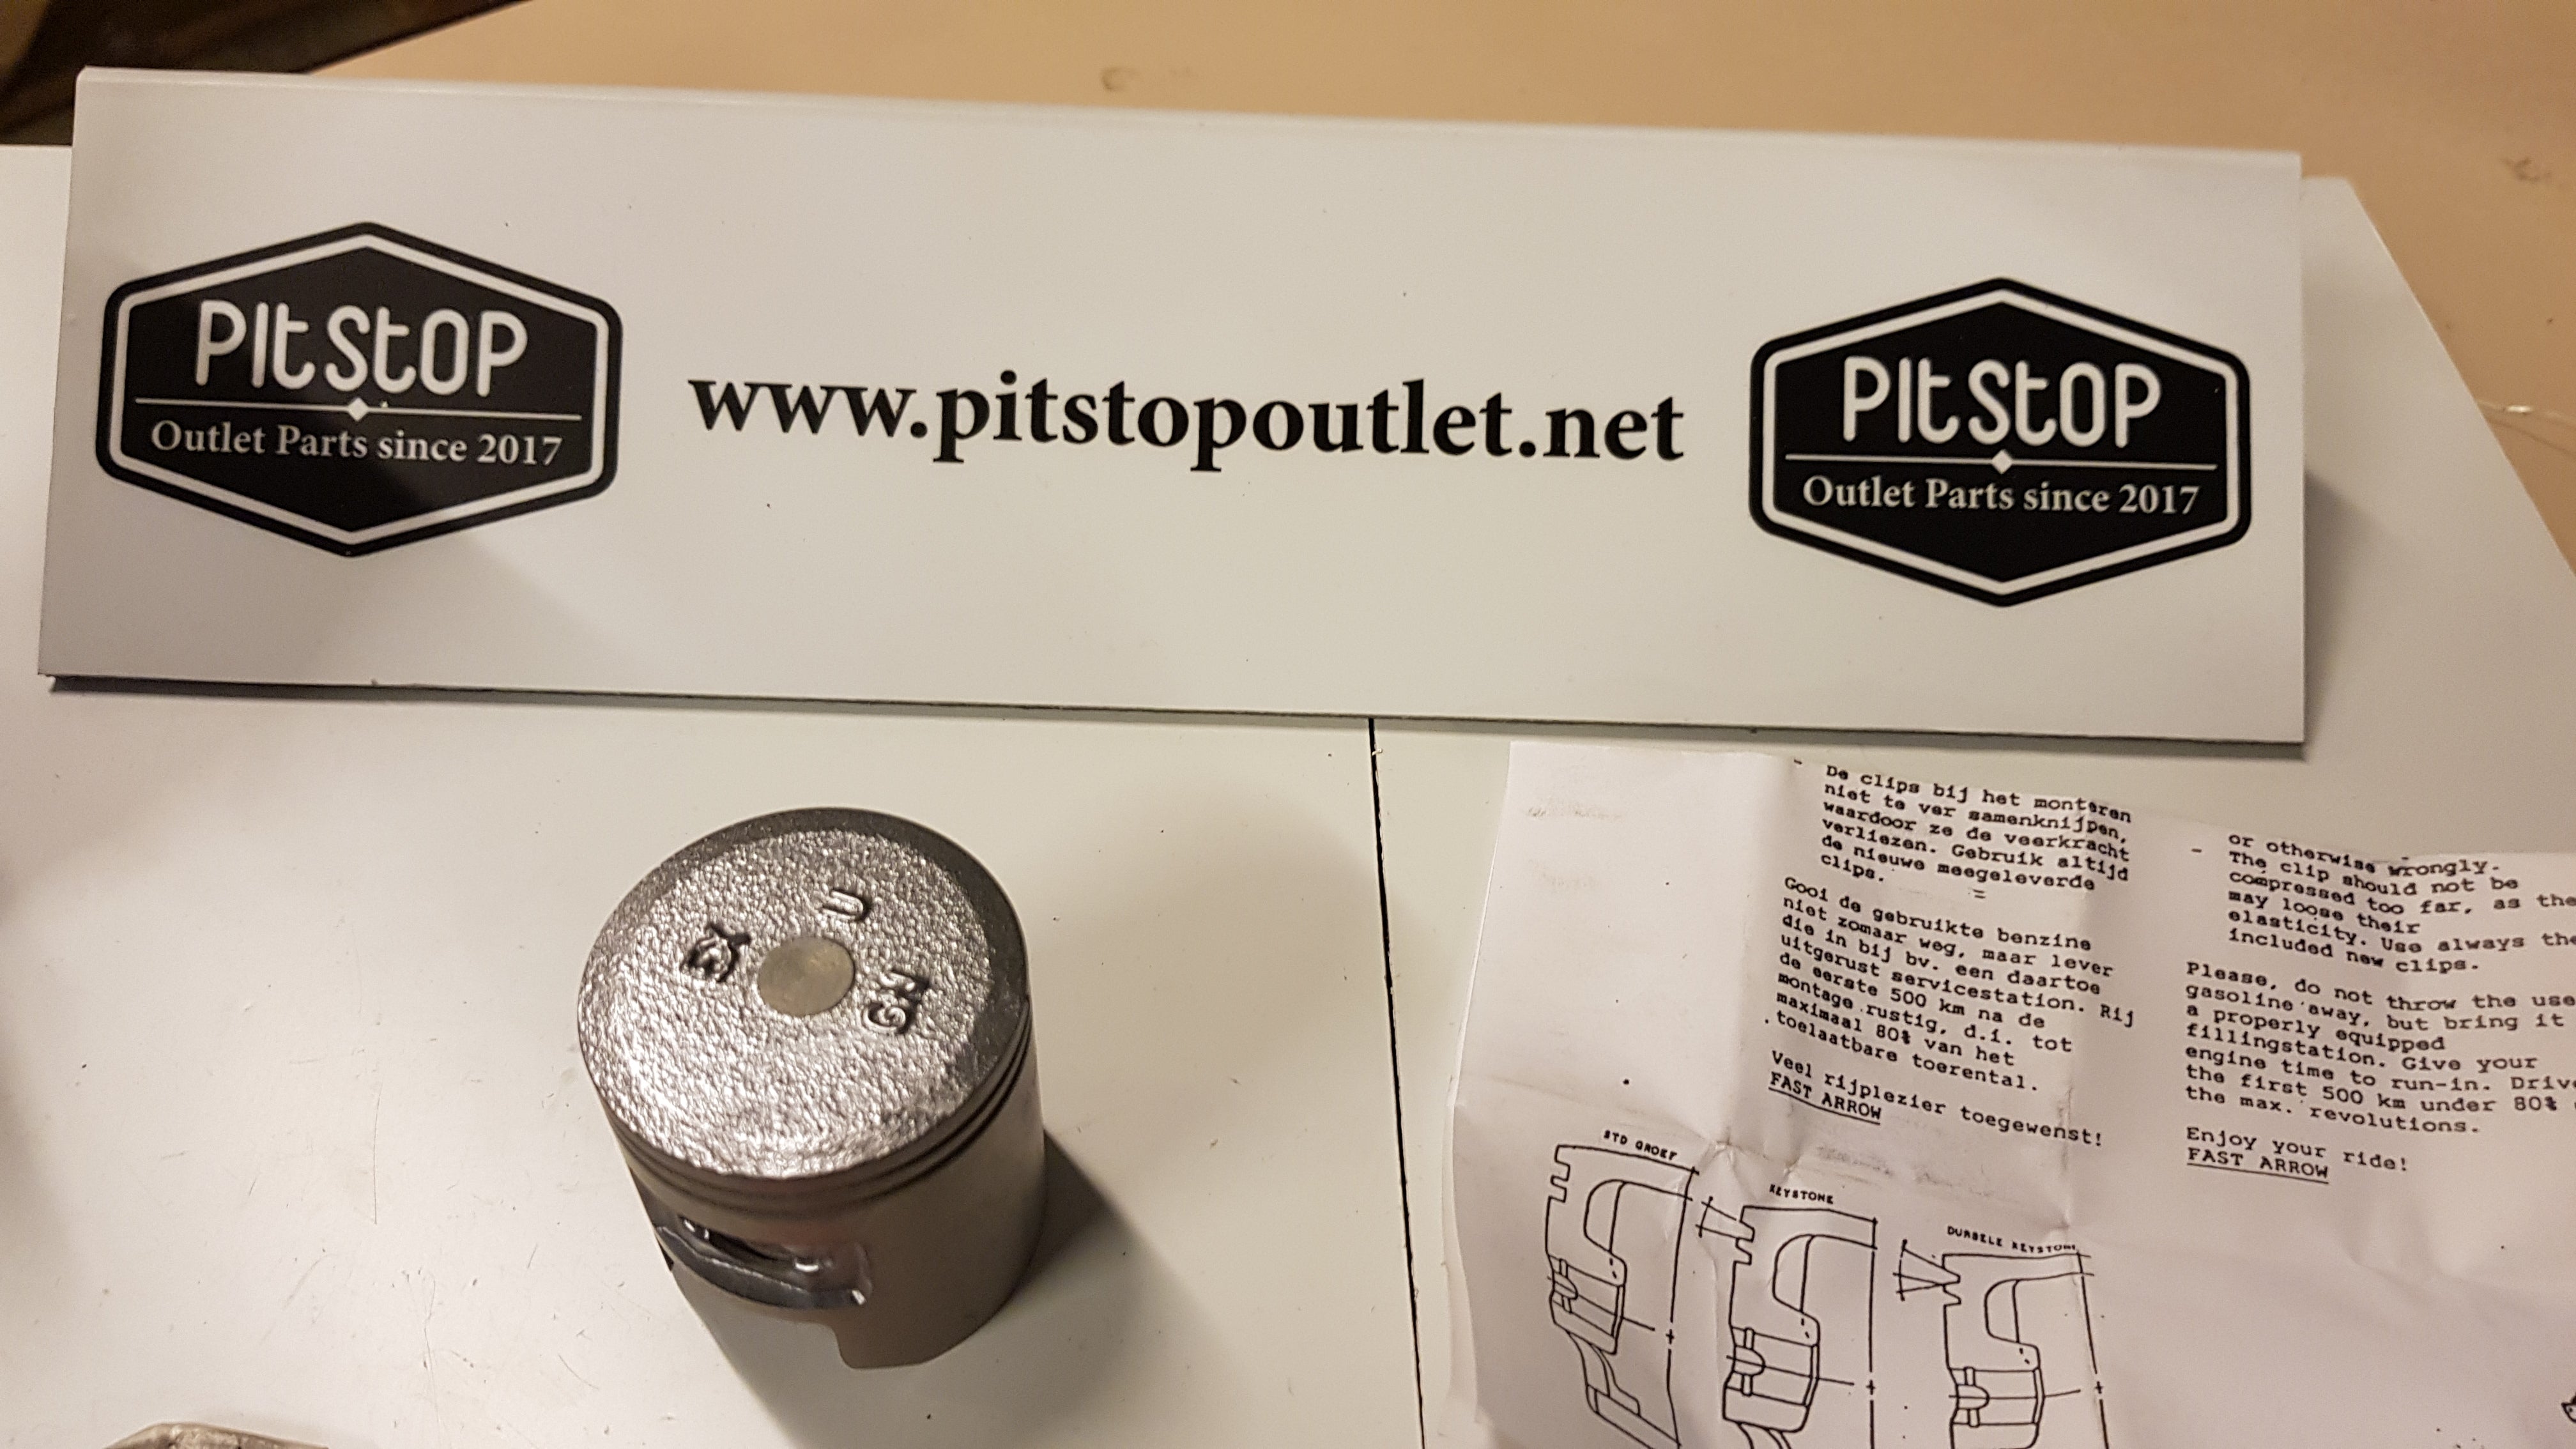 PItStOP
Outlet Parts since 2017
www.pitstopoutlet.net
PItStOP
Outlet Parts since 2017
U
- De clips bij het monteren
niet te ver samenknijpen,
waardoor ze de veerkracht
verliezen. Gebruik altijd
de nieuwe meegeleverde
clips.
Gooi de gebruikte benzine
niet zomaar weg, maar lever
die in bij bv. een daartoe
uitgerust servicestation. Rij
de eerste 500 km na de
montage rustig, d.i. tot
maximaal 80% van het
toelaatbare toerental.
Veel rijplezier toegewenst!
FAST ARROW
or otherwise wrongly.
- The clip should not be
compressed too far, as the
may loose their
elasticity. Use always the
included new clips.
Please, do not throw the use
gasoline away, but bring it
a properly equipped
fillingstation. Give your
engine time to run-in. Drive
the first 500 km under 80%
the max. revolutions.
Enjoy your ride!
FAST ARROW
STD GROEF
KEYSTONE
DUBBELE KEYSTONE